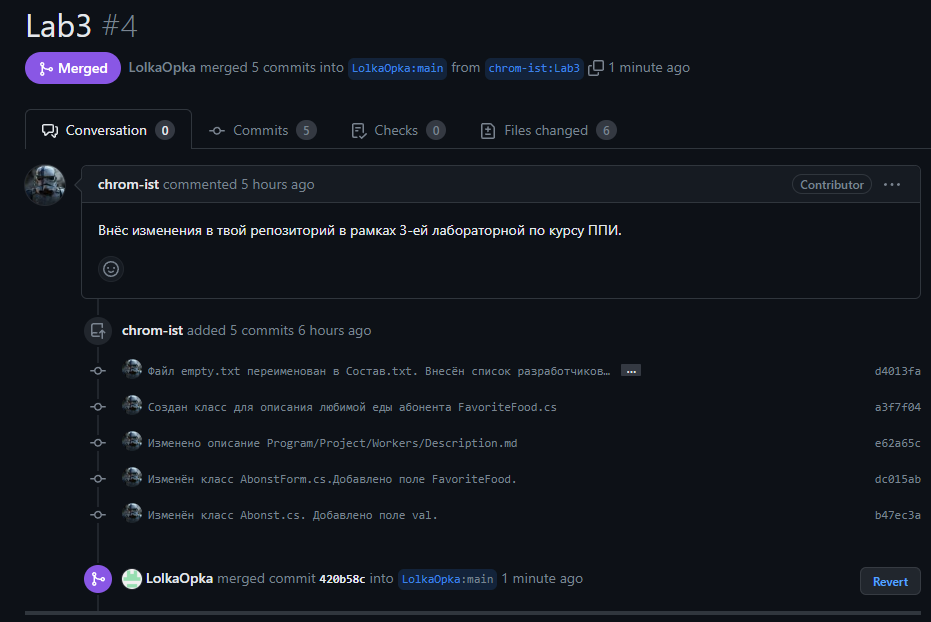 Lab3 #4
Merged LolkaOpka merged 5 commits into LolkaOpka:main from chrom-ist:Lab3 1 minute ago
Conversation 0 Commits 5 Checks 0 Files changed 6
chrom-ist commented 5 hours ago Contributor ...
Внёс изменения в твой репозиторий в рамках 3-ей лабораторной по курсу ППИ.
chrom-ist added 5 commits 6 hours ago
Файл empty.txt переименован в Состав.txt. Внесён список разработчиков… ... d4013fa
Создан класс для описания любимой еды абонента FavoriteFood.cs a3f7f04
Изменено описание Program/Project/Workers/Description.md e62a65c
Изменён класс AbonstForm.cs.Добавлено поле FavoriteFood. dc015ab
Изменён класс Abonst.cs. Добавлено поле val. b47ec3a
LolkaOpka merged commit 420b58c into LolkaOpka:main 1 minute ago Revert